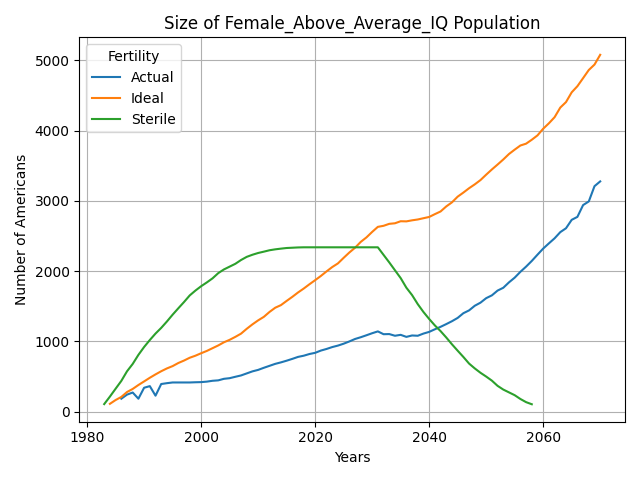 Size of Female_Above_Average_IQ Population
Fertility
Actual
Ideal
Sterile
Number of Americans
5000
4000
3000
2000
1000
0
1980
2000
2020
2040
2060
Years